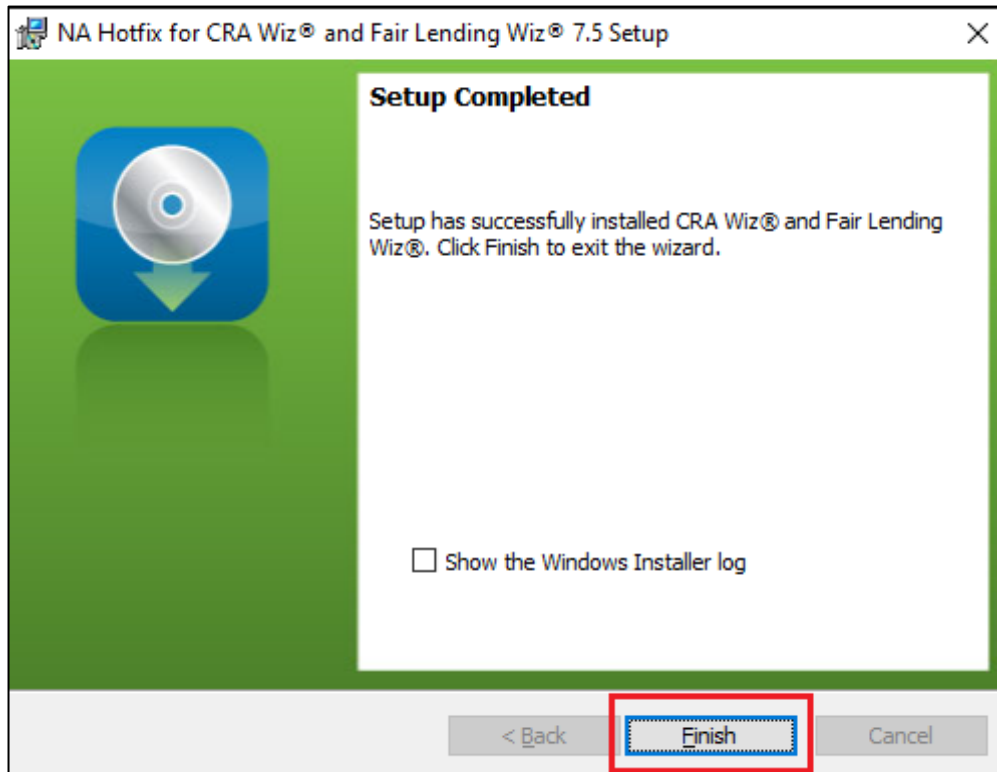 NA Hotfix for CRA Wiz® and Fair Lending Wiz® 7.5 Setup
Setup Completed
Setup has successfully installed CRA Wiz® and Fair Lending
Wiz®. Click Finish to exit the wizard.
Show the Windows Installer log
< Back
Finish
Cancel